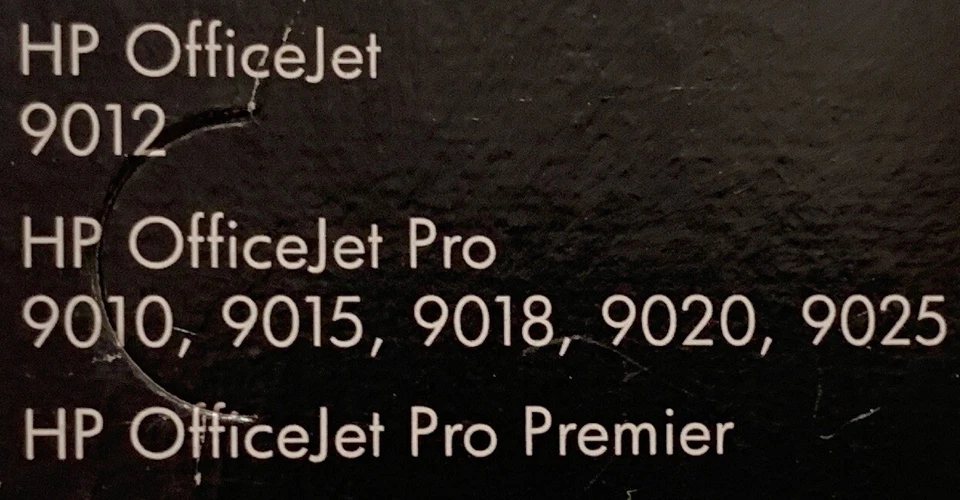 HP OfficeJet
9012
HP OfficeJet Pro
9010, 9015, 9018, 9020, 9025
HP OfficeJet Pro Premier